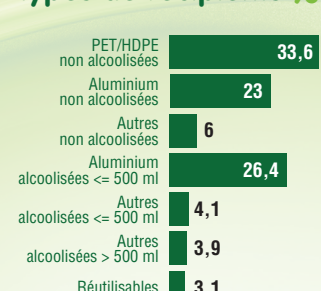 PET/HDPE
non alcoolisées
33,6
Aluminium
non alcoolisées
23
Autres
non alcoolisées
6
Aluminium
alcoolisées <= 500 ml
26,4
Autres
alcoolisées <= 500 ml
4,1
Autres
alcoolisées > 500 ml
3,9
Réutilisables
3,1